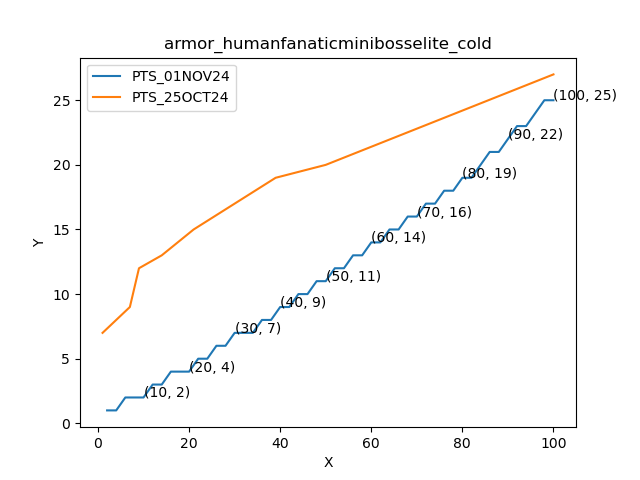 armor_humanfanaticminibosselite_cold
PTS_01NOV24
PTS_25OCT24
Y
25
20
15
10
5
0
(100, 25)
(90, 22)
(80, 19)
(70, 16)
(60, 14)
(50, 11)
(40, 9)
(30, 7)
(20, 4)
(10, 2)
0 20 40 60 80 100
X